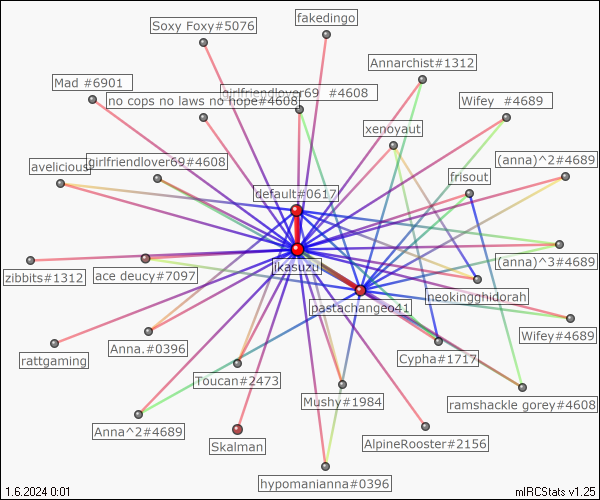 fakedingo
Soxy Foxy#5076
Annarchist#1312
Mad #6901
girlfriendlover69 #4608
no cops no laws no hope#4608
Wifey #4689
xenoyaut
(anna)^2#4689
avelicious
girlfriendlover69#4608
frisout
default#0617
(anna)^3#4689
jkasuzu
zibbits#1312
ace deucy#7097
neokingghidorah
pastachangeo41
Wifey#4689
rattgaming
Anna.#0396
Cypha#1717
Toucan#2473
Mushy#1984
ramshackle gorey#4608
Anna^2#4689
Skalman
AlpineRooster#2156
hypomanianna#0396
1.6.2024 0:01
mIRCStats v1.25